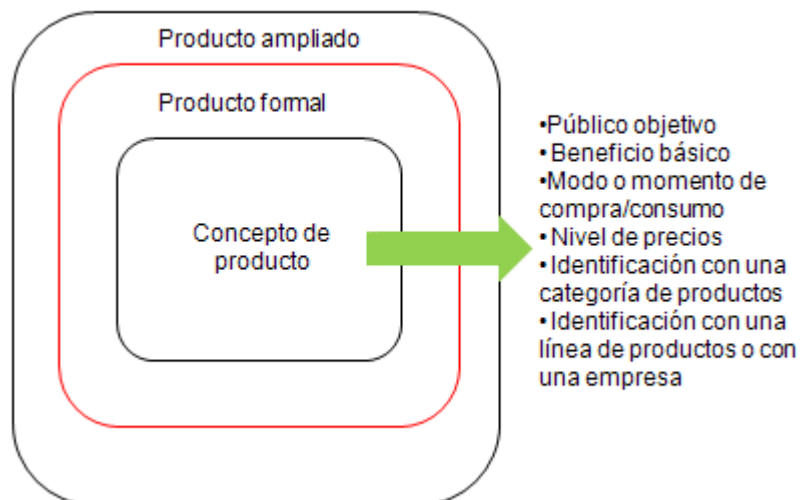 Producto ampliado
Producto formal
Concepto de
producto
•Público objetivo
• Beneficio básico
•Modo o momento de
compra/consumo
• Nivel de precios
• Identificación con una
categoría de productos
• Identificación con una
línea de productos o con
una empresa